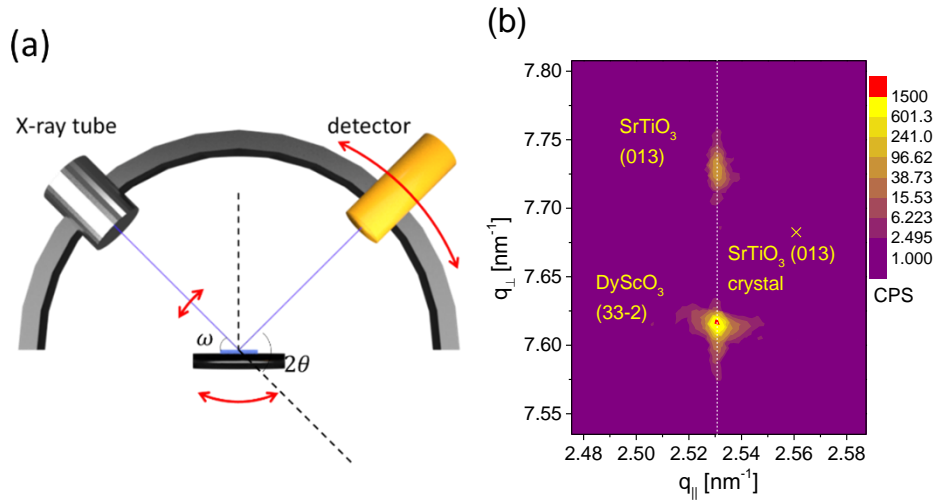 (a)
X-ray tube
detector
ω
2θ
(b)
7.80
7.75
7.70
7.65
7.60
7.55
q⊥ [nm⁻¹]
SrTiO₃
(013)
SrTiO₃ (013)
crystal
DyScO₃
(33-2)
2.48
2.50
2.52
2.54
2.56
2.58
q|| [nm⁻¹]
1500
601.3
241.0
96.62
38.73
15.53
6.223
2.495
1.000
CPS